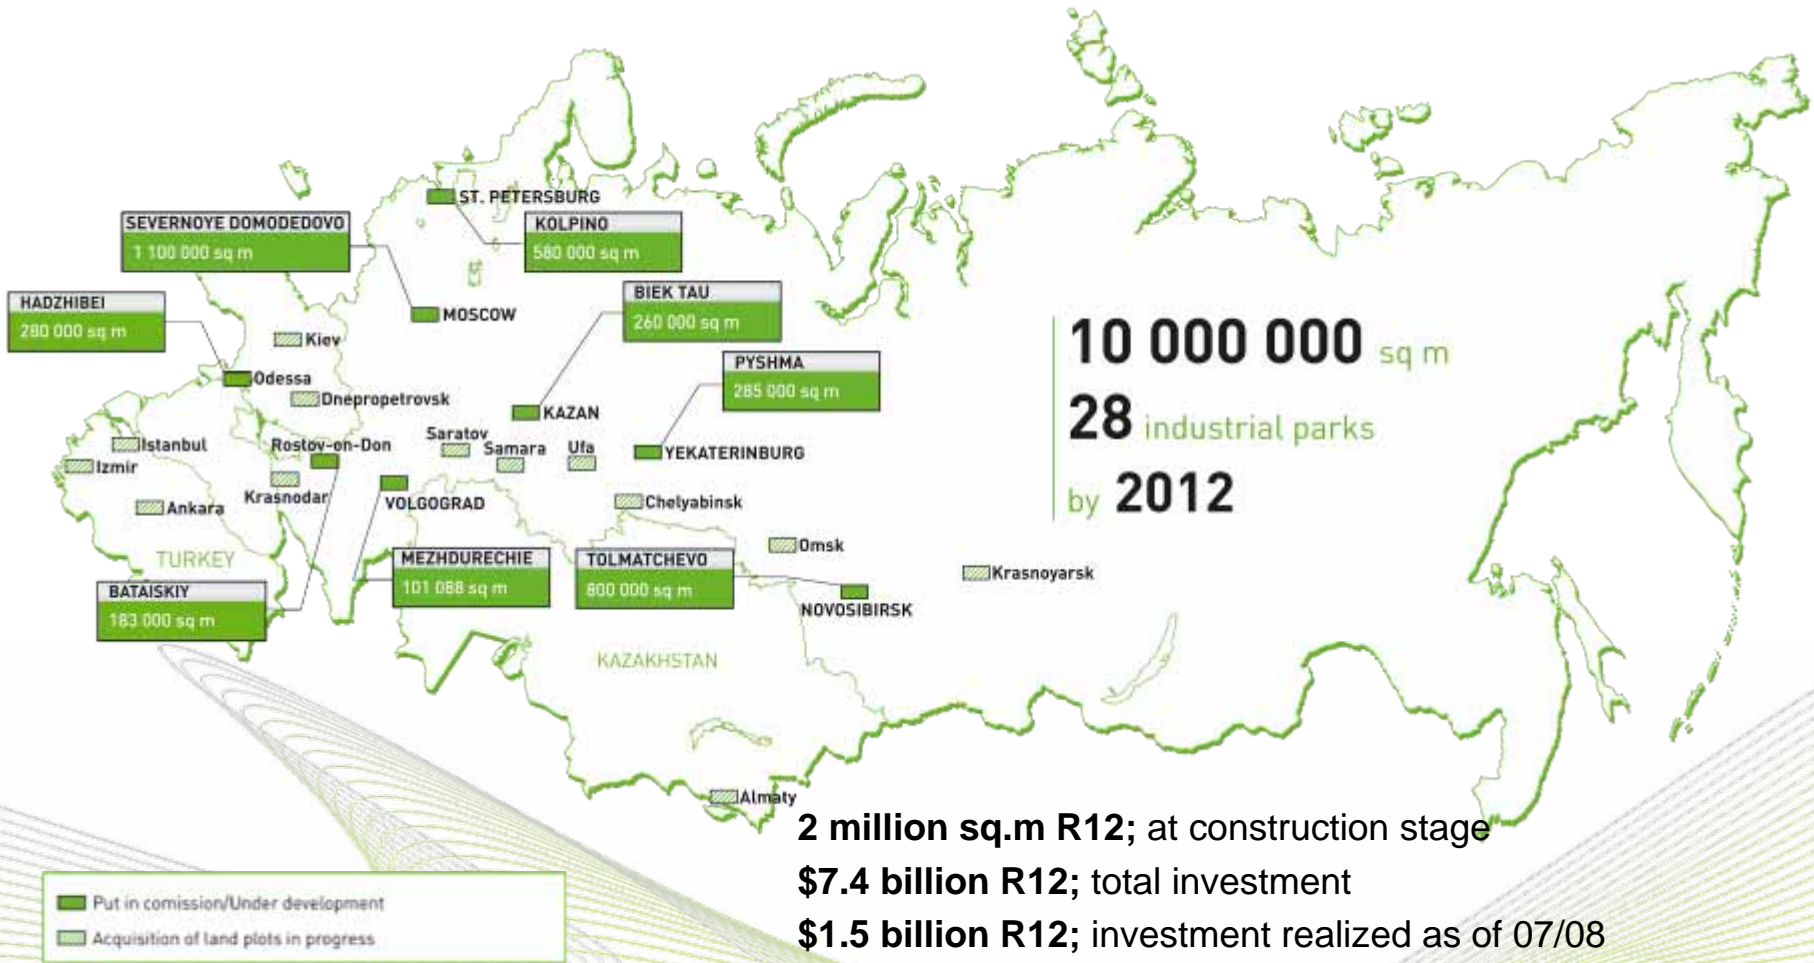 ST. PETERSBURG
SEVERNOYE DOMODEDOVO
1 100 000 sq m
KOLPINO
580 000 sq m
HADZHIBEI
280 000 sq m
BIEK TAU
260 000 sq m
MOSCOW
Kiev
PYSHMA
285 000 sq m
Odessa
Dnepropetrovsk
KAZAN
Istanbul
Rostov-on-Don
Saratov
Samara
Ufa
YEKATERINBURG
Izmir
Krasnodar
Ankara
VOLGOGRAD
Chelyabinsk
10 000 000 sq m
28 industrial parks
by 2012
TURKEY
Omsk
Krasnoyarsk
MEZHDURECHIE
101 088 sq m
TOLMATCHEVO
800 000 sq m
BATAISKIY
183 000 sq m
NOVOSIBIRSK
KAZAKHSTAN
Almaty
2 million sq.m R12; at construction stage
$7.4 billion R12; total investment
$1.5 billion R12; investment realized as of 07/08
Put in comission/Under development
Acquisition of land plots in progress